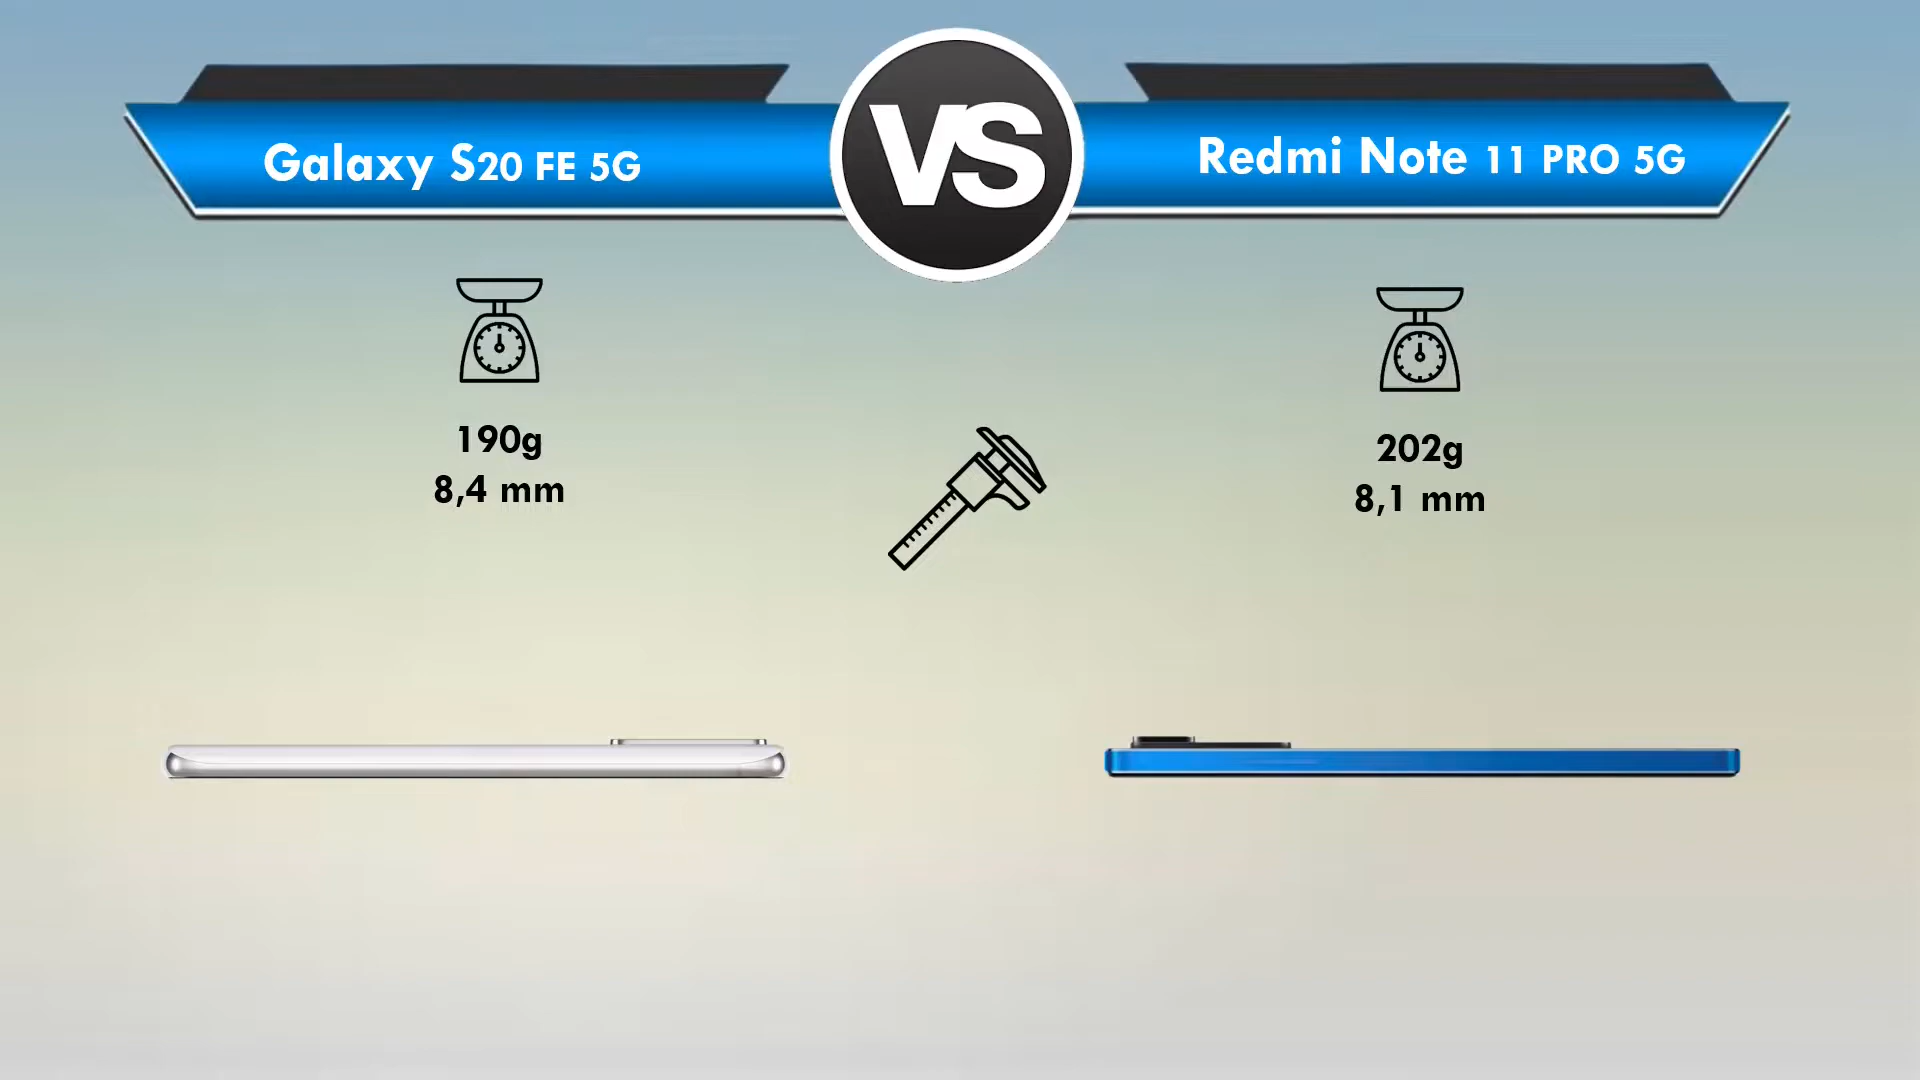 Galaxy S20 FE 5G
VS
Redmi Note 11 PRO 5G
190g
8,4 mm
202g
8,1 mm